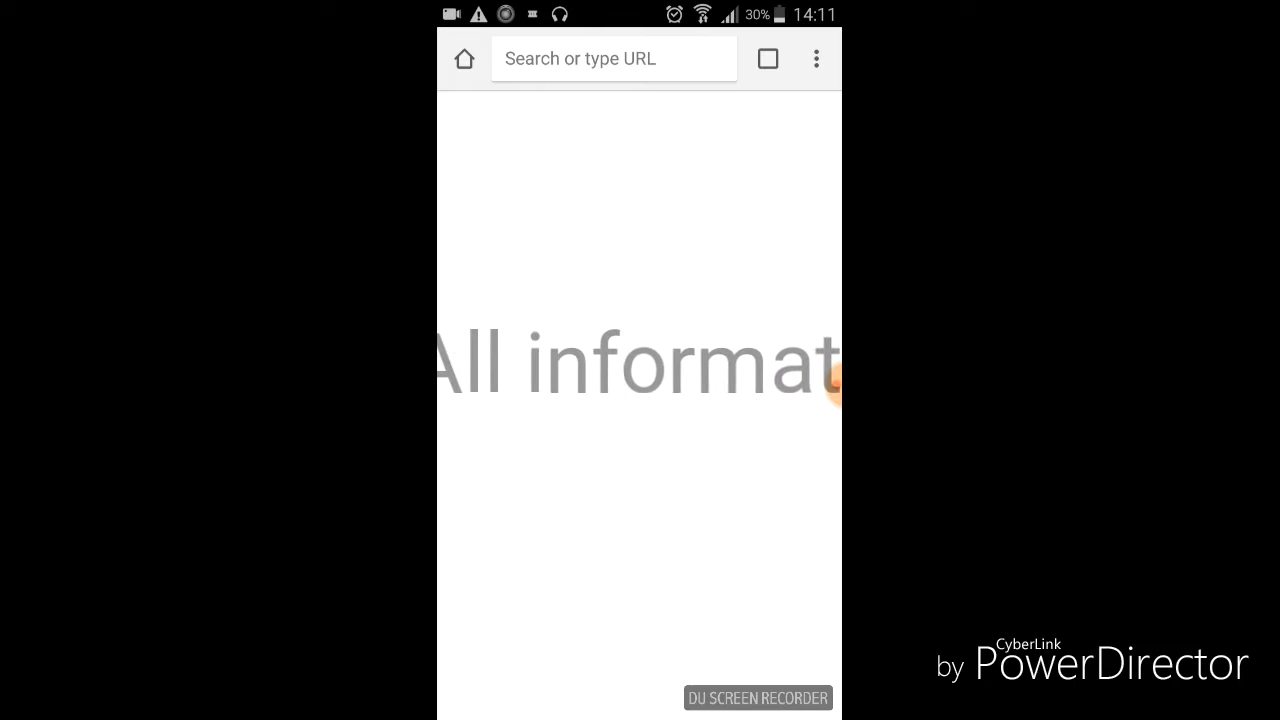 30% 14:11
Search or type URL
All informat
CyberLink
by PowerDirector
DU SCREEN RECORDER